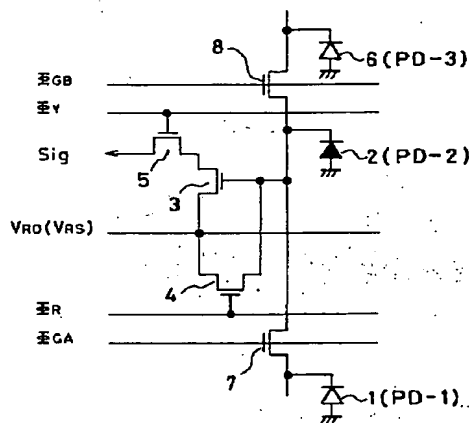 8
6(PD-3)
ΦGB
ΦY
Sig
5
2(PD-2)
3
VRD(VRS)
4
ΦR
ΦGA
7
1(PD-1)